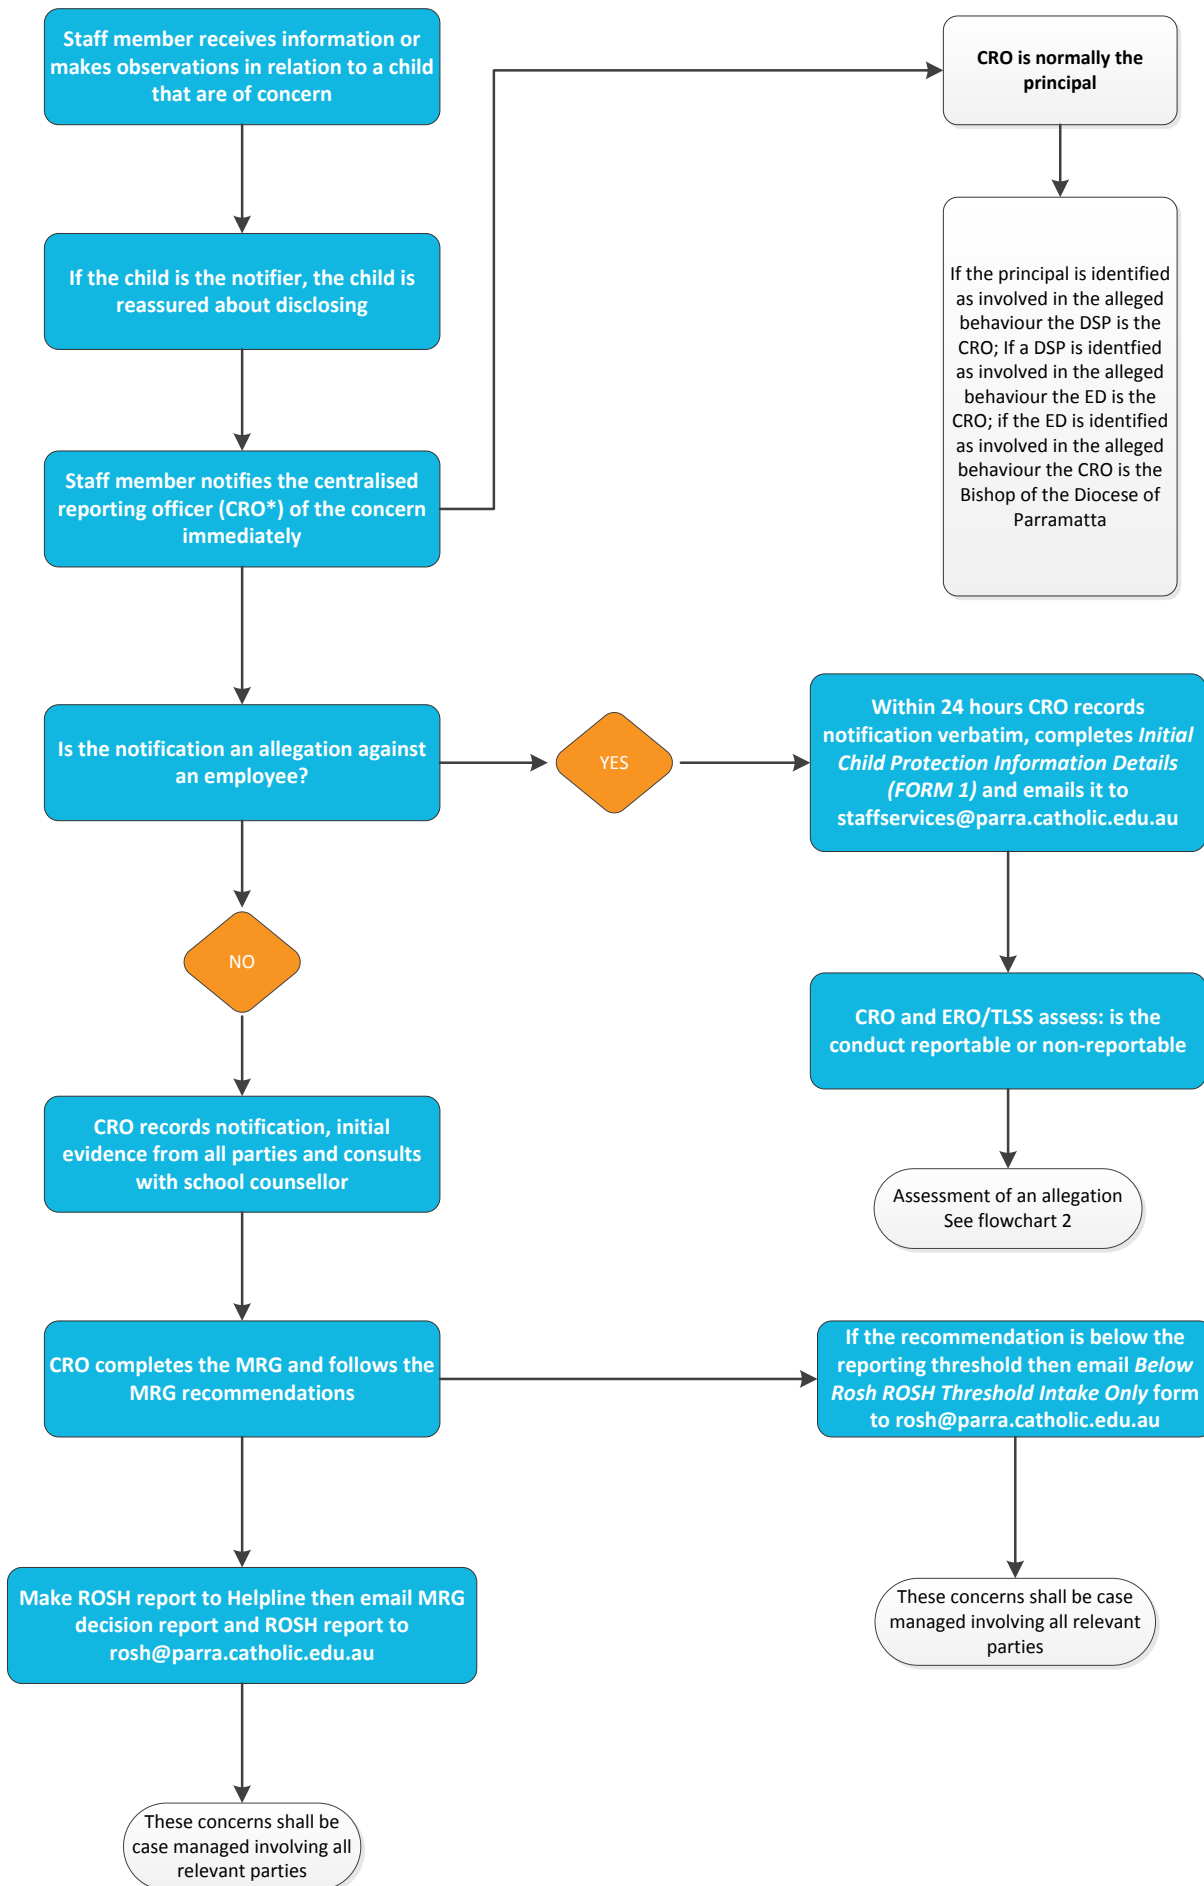 Staff member receives information or
makes observations in relation to a child
that are of concern
CRO is normally the
principal
If the child is the notifier, the child is
reassured about disclosing
If the principal is identified
as involved in the alleged
behaviour the DSP is the
CRO; If a DSP is identfied
as involved in the alleged
behaviour the ED is the
CRO; if the ED is identified
as involved in the alleged
behaviour the CRO is the
Bishop of the Diocese of
Parramatta
Staff member notifies the centralised
reporting officer (CRO*) of the concern
immediately
Is the notification an allegation against
an employee?
YES
Within 24 hours CRO records
notification verbatim, completes Initial
Child Protection Information Details
(FORM 1) and emails it to
staffservices@parra.catholic.edu.au
NO
CRO and ERO/TLSS assess: is the
conduct reportable or non-reportable
CRO records notification, initial
evidence from all parties and consults
with school counsellor
Assessment of an allegation
See flowchart 2
CRO completes the MRG and follows the
MRG recommendations
If the recommendation is below the
reporting threshold then email Below
Rosh ROSH Threshold Intake Only form
to rosh@parra.catholic.edu.au
Make ROSH report to Helpline then email MRG
decision report and ROSH report to
rosh@parra.catholic.edu.au
These concerns shall be case
managed involving all relevant
parties
These concerns shall be
case managed involving all
relevant parties